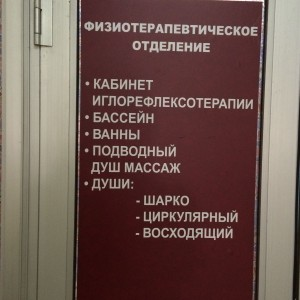 ФИЗИОТЕРАПЕВТИЧЕСКОЕ
ОТДЕЛЕНИЕ
• КАБИНЕТ
ИГЛОРЕФЛЕКСОТЕРАПИИ
• БАССЕЙН
• ВАННЫ
• ПОДВОДНЫЙ
ДУШ МАССАЖ
• ДУШИ:
- ШАРКО
- ЦИРКУЛЯРНЫЙ
- ВОСХОДЯЩИЙ